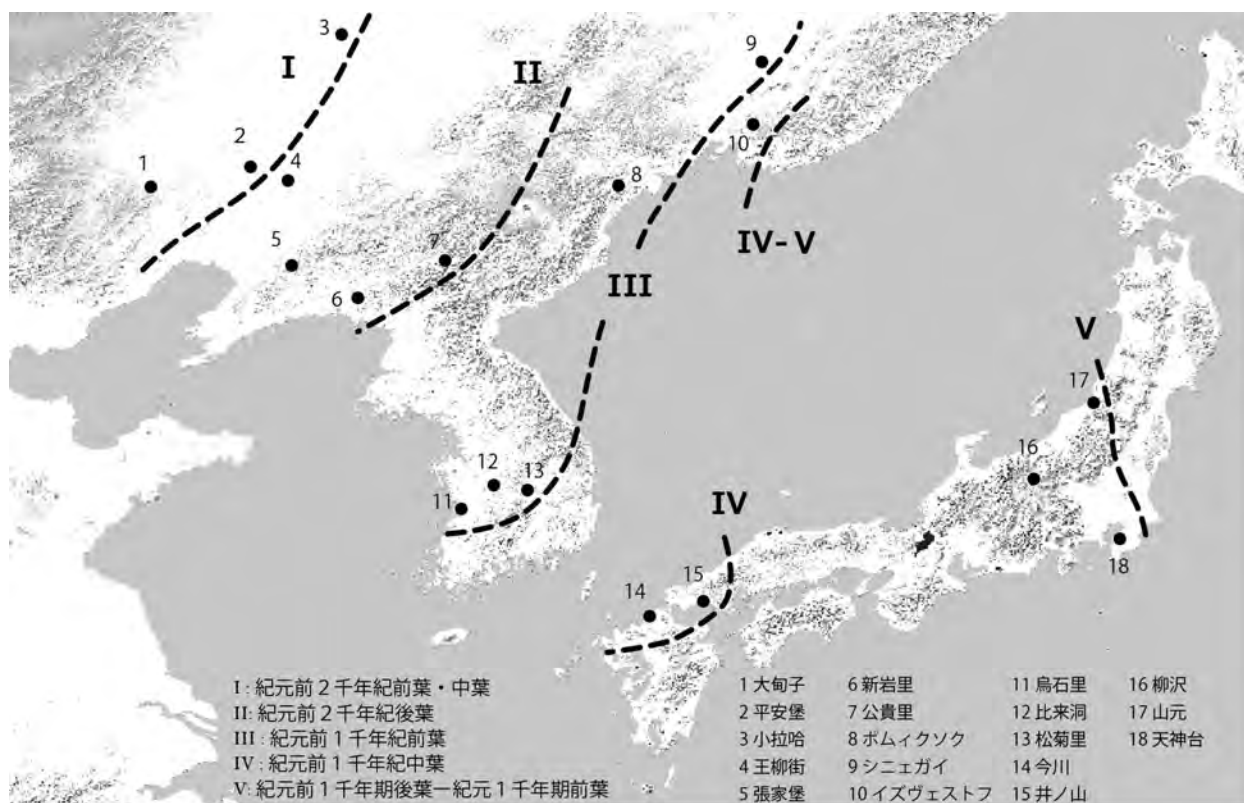 3
I
II
9
2
1
4
10
8
5
7
IV-V
6
III
V
17
12
13
16
11
IV
15
14
18
I：紀元前２千年紀前葉・中葉
II：紀元前２千年紀後葉
III：紀元前１千年紀前葉
IV：紀元前１千年紀中葉
V：紀元前１千年期後葉ー紀元１千年期前葉
1 大甸子
2 平安堡
3 小拉哈
4 王柳街
5 張家堡
6 新岩里
7 公貴里
8 ボムィクソク
9 シニェガイ
10 イズヴェストフ
11 烏石里
12 比来洞
13 松菊里
14 今川
15 井ノ山
16 柳沢
17 山元
18 天神台